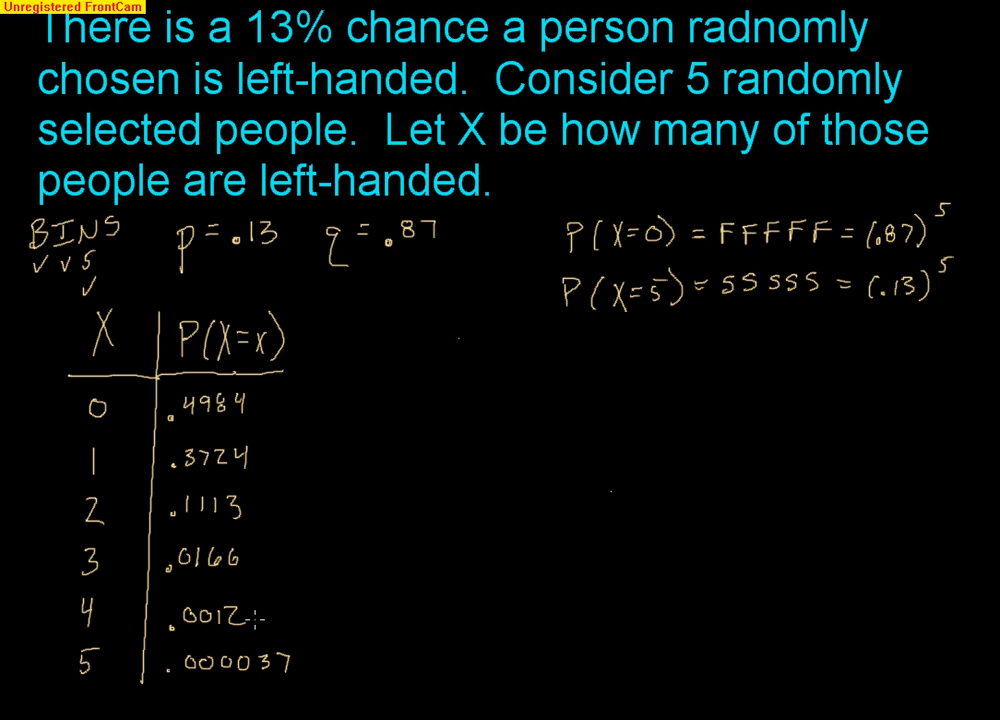 Unregistered FrontCam
There is a 13% chance a person radnomly
chosen is left-handed. Consider 5 randomly
selected people. Let X be how many of those
people are left-handed.
BINS p = .13 q = .87
✓ ✓ 5 ✓
P(X=0) = FFFFF = (.87)^5
P(X=5) = SSSSS = (.13)^5
X P(X=x)
0 .4984
1 .3724
2 .1113
3 .0166
4 .0012
5 .000037